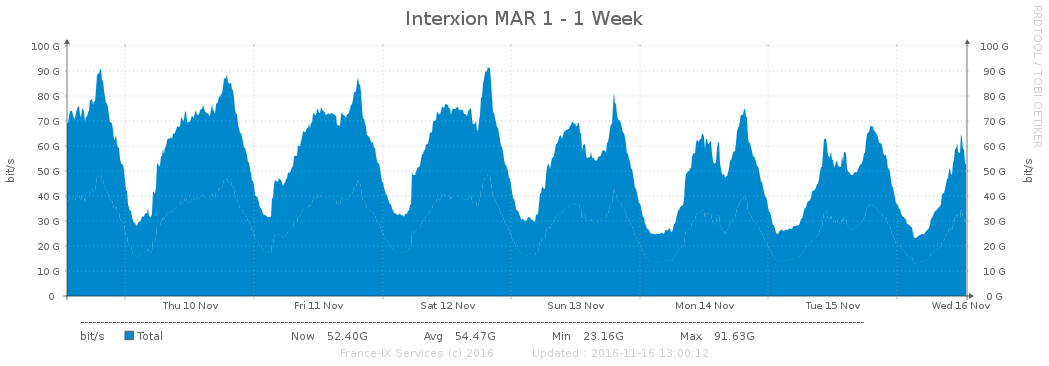 Interxion MAR 1 - 1 Week
RRDTOOL / TOBI OETIKER
bit/s
100 G 100 G
90 G 90 G
80 G 80 G
70 G 70 G
60 G 60 G
50 G 50 G
40 G 40 G
30 G 30 G
20 G 20 G
10 G 10 G
0 0 G
bit/s
Thu 10 Nov Fri 11 Nov Sat 12 Nov Sun 13 Nov Mon 14 Nov Tue 15 Nov Wed 16 Nov
bit/s Total Now 52.40G Avg 54.47G Min 23.16G Max 91.63G
France-IX Services (c) 2016 Updated : 2016-11-16 13:00:12